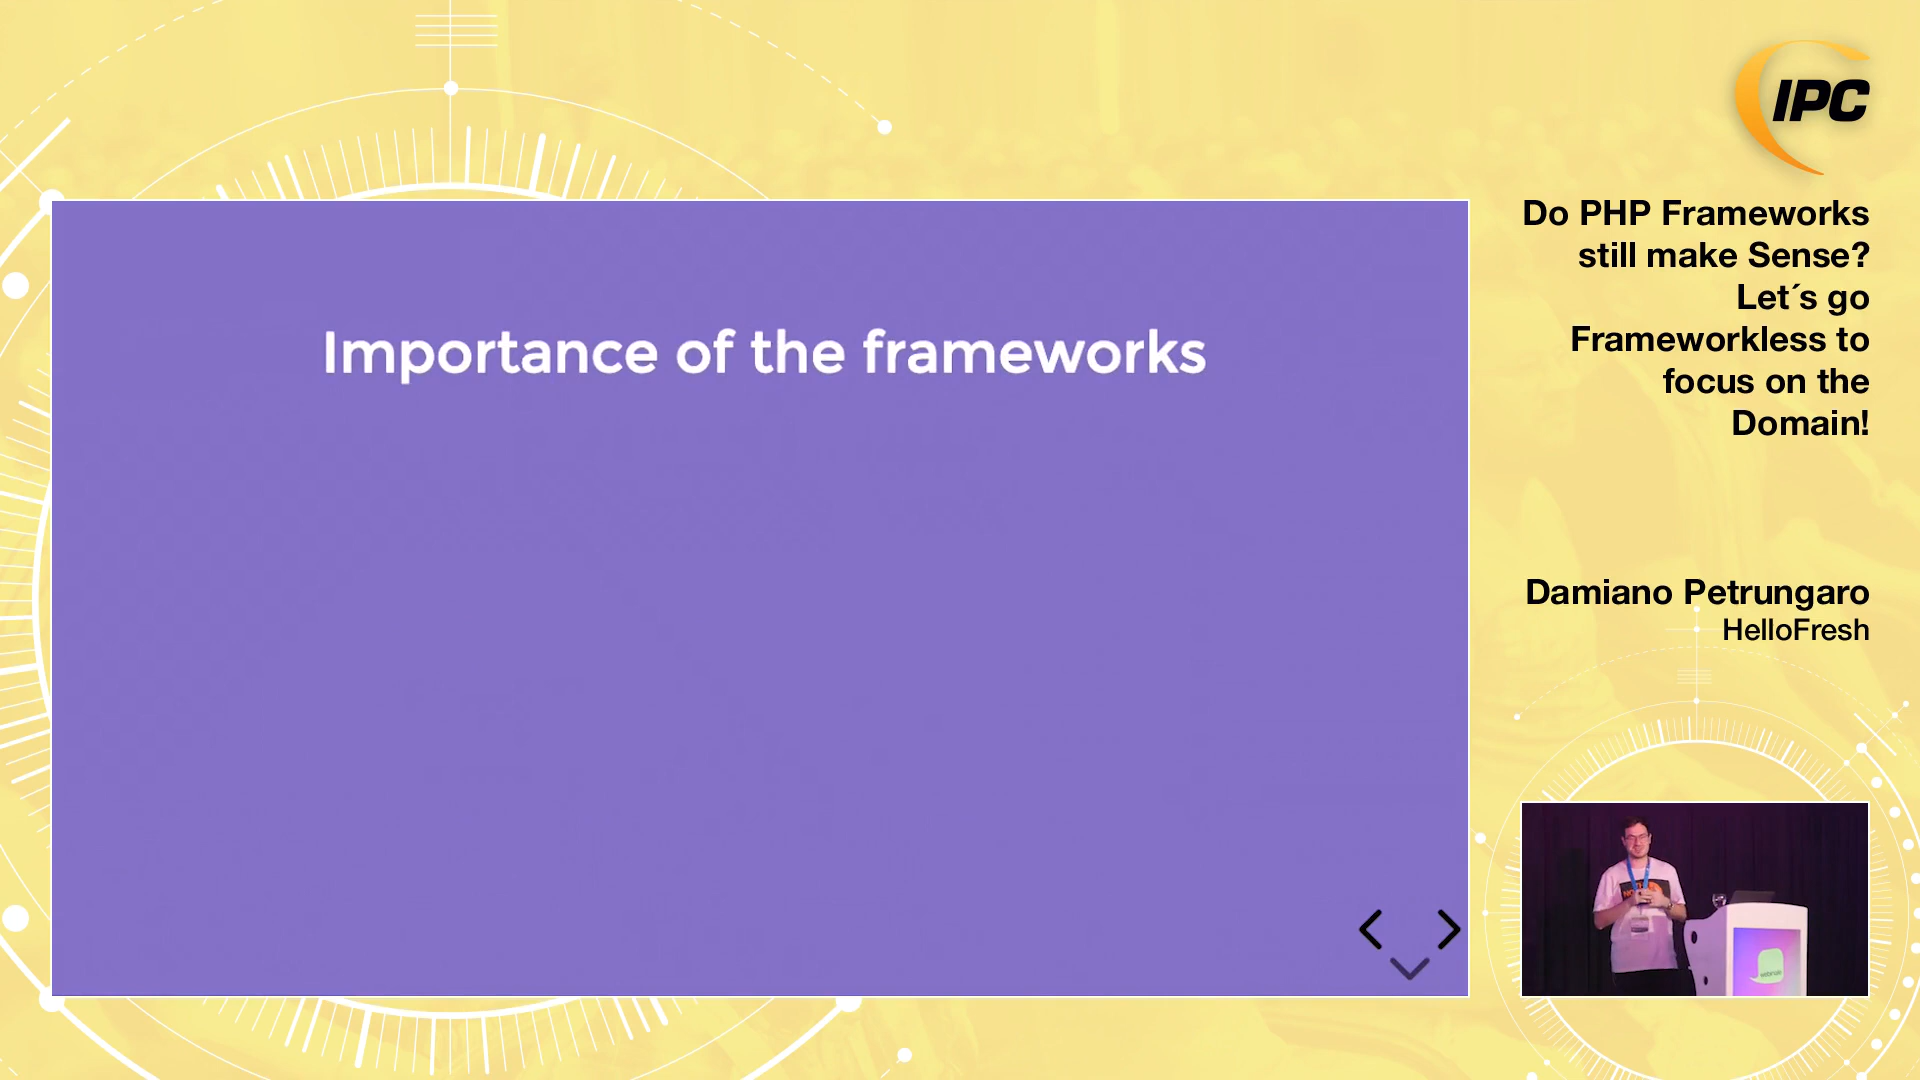 IPC
Do PHP Frameworks
still make Sense?
Let´s go
Frameworkless to
focus on the
Domain!
Importance of the frameworks
Damiano Petrungaro
HelloFresh